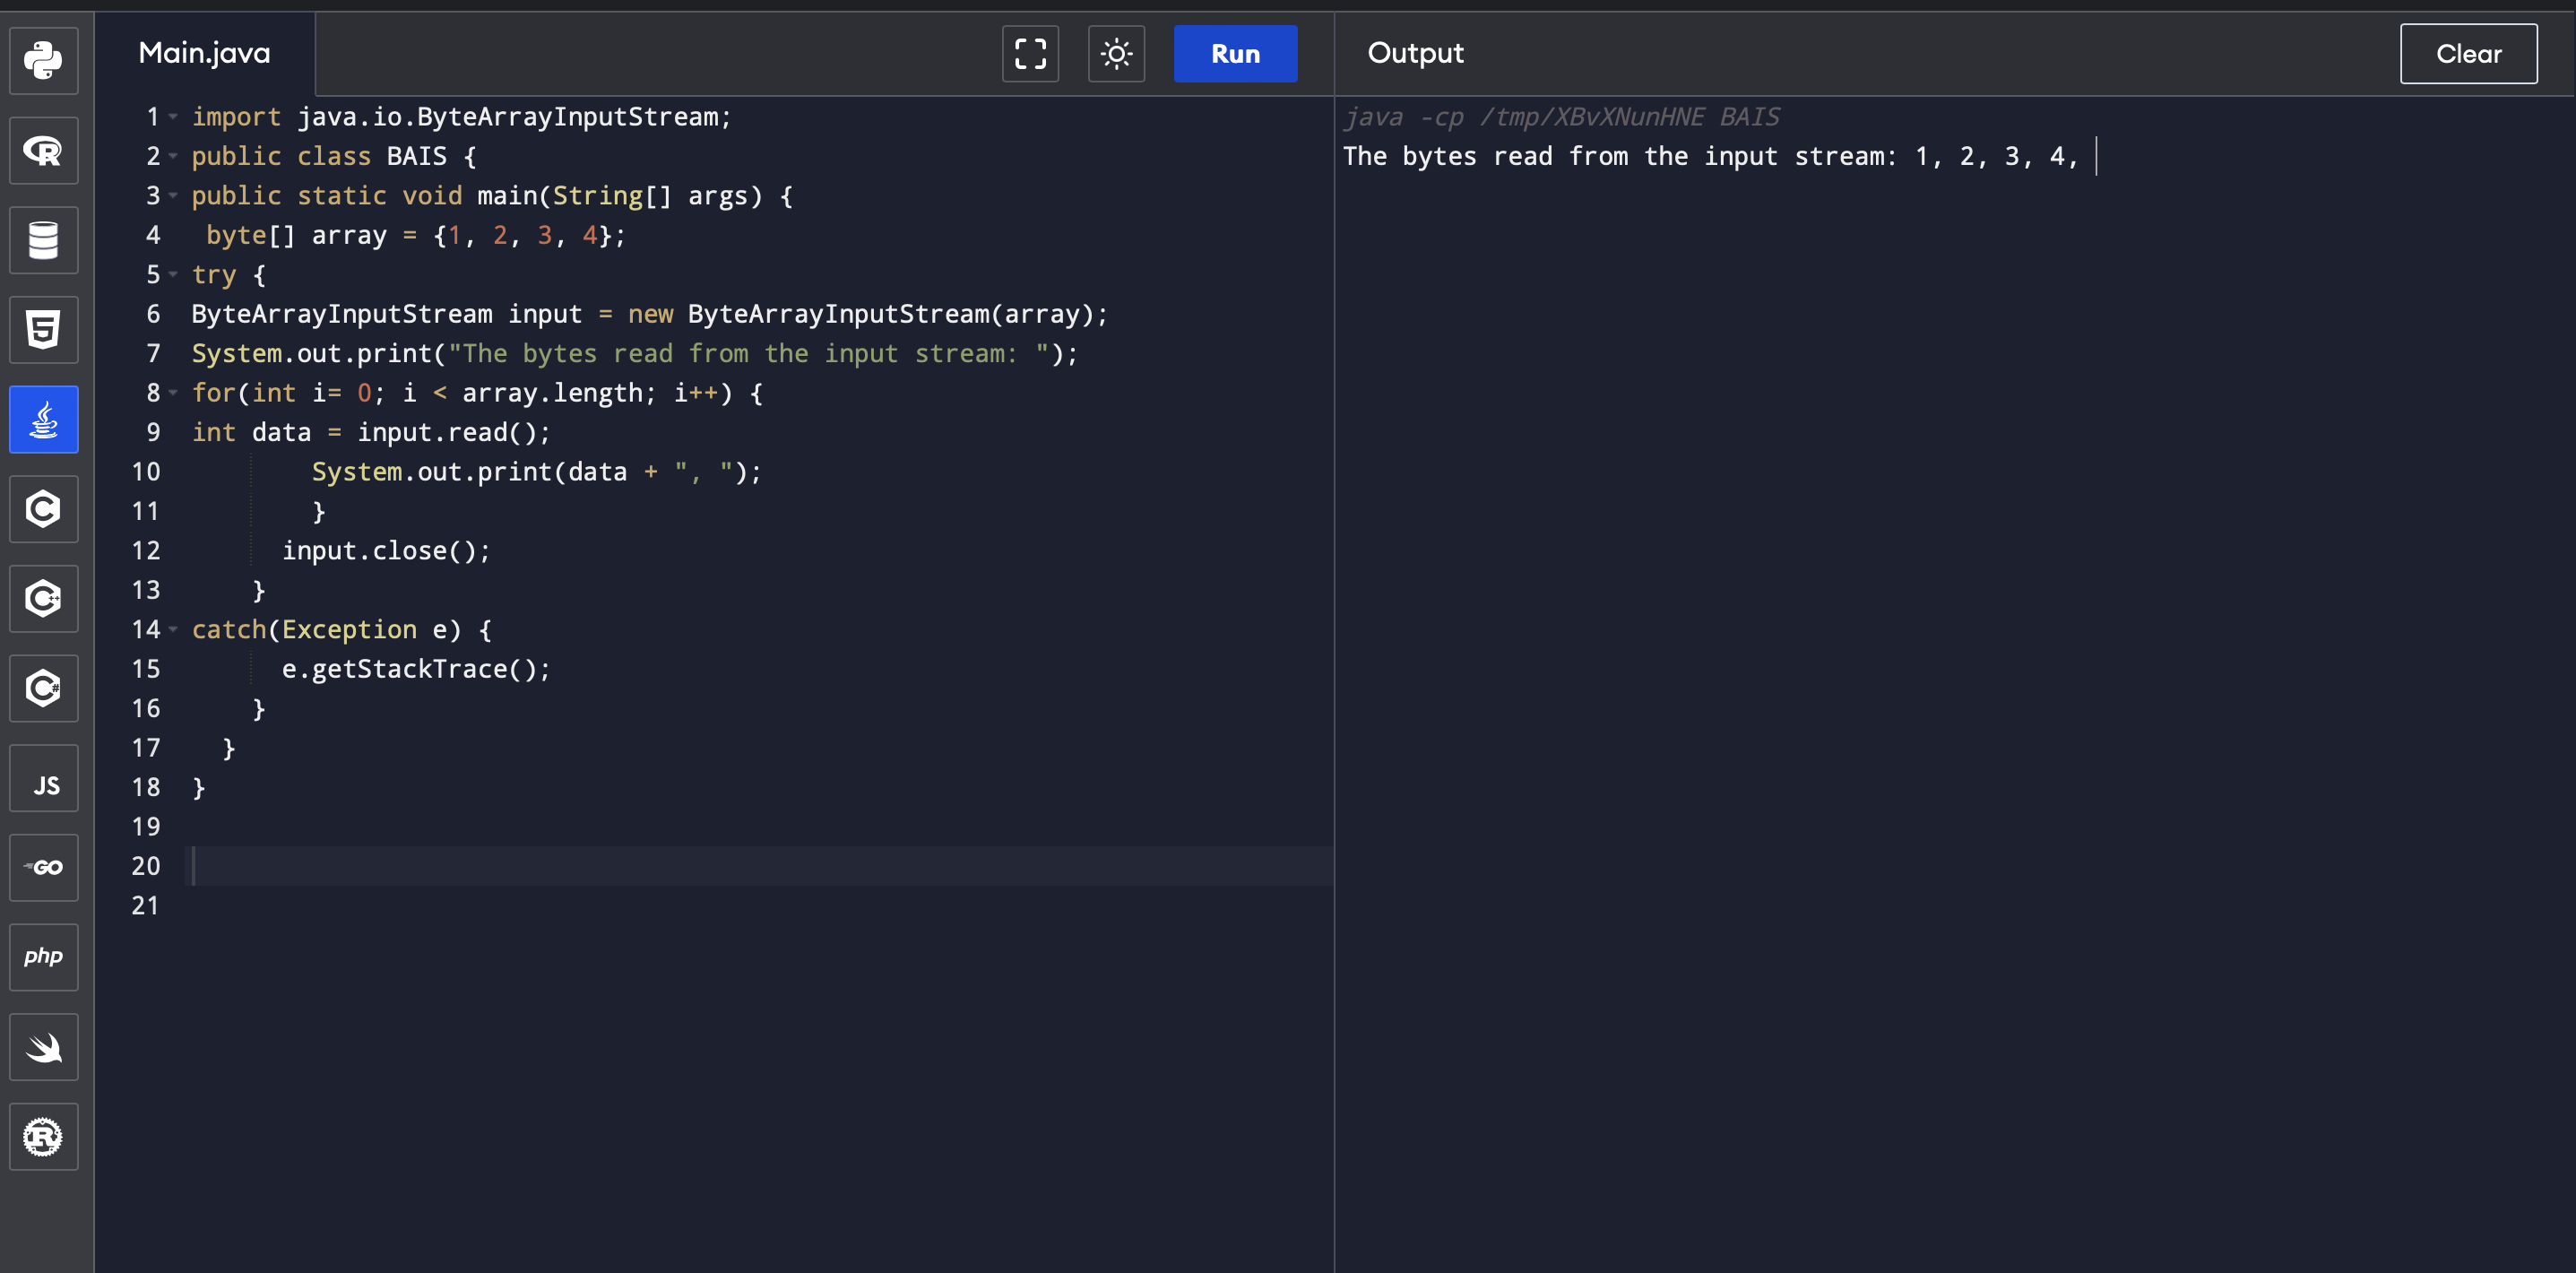 Main.java
Run
Output
Clear
1 import java.io.ByteArrayInputStream;
2 public class BAIS {
3 public static void main(String[] args) {
4  byte[] array = {1, 2, 3, 4};
5 try {
6 ByteArrayInputStream input = new ByteArrayInputStream(array);
7 System.out.print("The bytes read from the input stream: ");
8 for(int i= 0; i < array.length; i++) {
9 int data = input.read();
10         System.out.print(data + ", ");
11         }
12       input.close();
13     }
14 catch(Exception e) {
15       e.getStackTrace();
16     }
17   }
18 }
19
20
21
java -cp /tmp/XBvXNunHNE BAIS
The bytes read from the input stream: 1, 2, 3, 4,
R
5
C
C++
C#
JS
GO
php
R